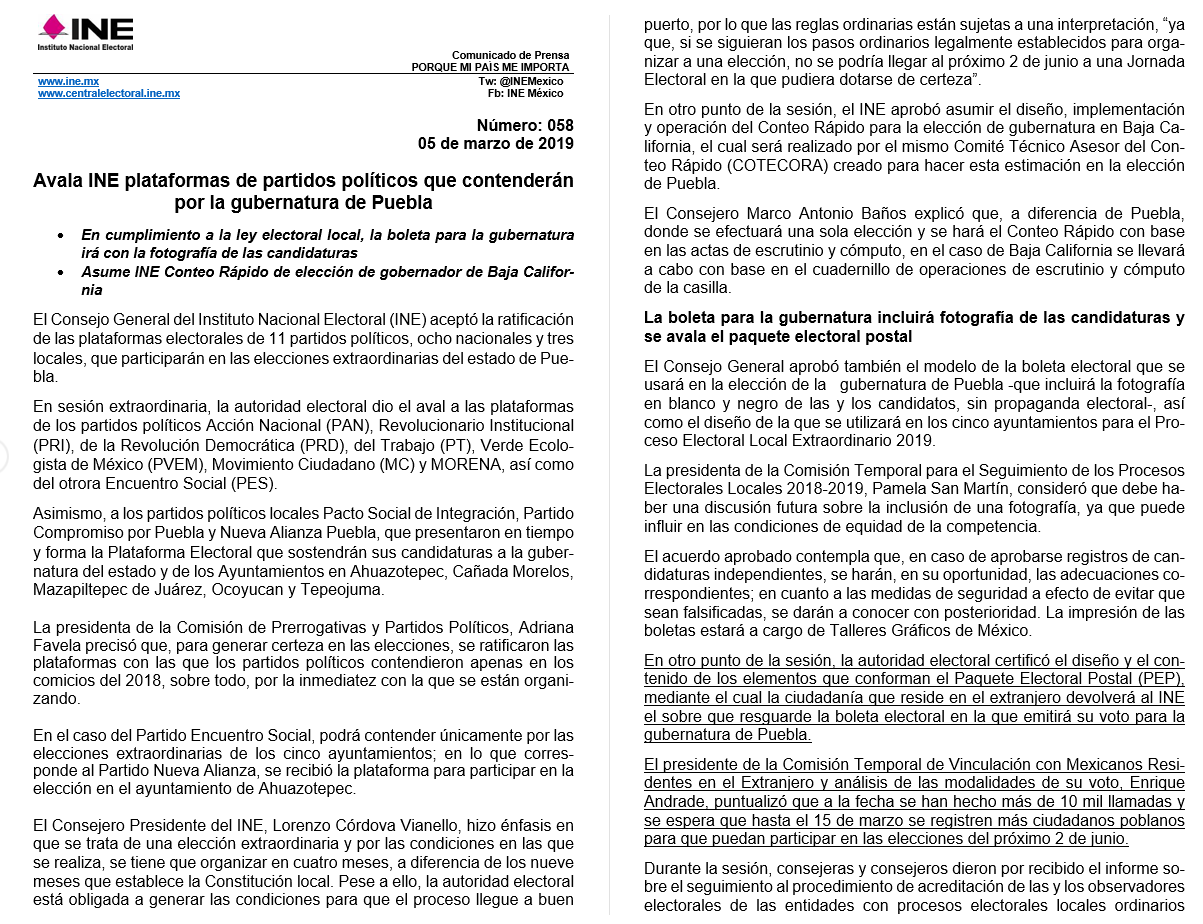 INE
Instituto Nacional Electoral
Comunicado de Prensa
PORQUE MI PAÍS ME IMPORTA
www.ine.mx
Tw: @INEMexico
www.centralelectoral.ine.mx
Fb: INE México
Número: 058
05 de marzo de 2019
Avala INE plataformas de partidos políticos que contenderán
por la gubernatura de Puebla
• En cumplimiento a la ley electoral local, la boleta para la gubernatura
irá con la fotografía de las candidaturas
• Asume INE Conteo Rápido de elección de gobernador de Baja Califor-
nia
El Consejo General del Instituto Nacional Electoral (INE) aceptó la ratificación
de las plataformas electorales de 11 partidos políticos, ocho nacionales y tres
locales, que participarán en las elecciones extraordinarias del estado de Pue-
bla.
En sesión extraordinaria, la autoridad electoral dio el aval a las plataformas
de los partidos políticos Acción Nacional (PAN), Revolucionario Institucional
(PRI), de la Revolución Democrática (PRD), del Trabajo (PT), Verde Ecolo-
gista de México (PVEM), Movimiento Ciudadano (MC) y MORENA, así como
del otrora Encuentro Social (PES).
Asimismo, a los partidos políticos locales Pacto Social de Integración, Partido
Compromiso por Puebla y Nueva Alianza Puebla, que presentaron en tiempo
y forma la Plataforma Electoral que sostendrán sus candidaturas a la guber-
natura del estado y de los Ayuntamientos en Ahuazotepec, Cañada Morelos,
Mazapiltepec de Juárez, Ocoyucan y Tepeojuma.
La presidenta de la Comisión de Prerrogativas y Partidos Políticos, Adriana
Favela precisó que, para generar certeza en las elecciones, se ratificaron las
plataformas con las que los partidos políticos contendieron apenas en los
comicios del 2018, sobre todo, por la inmediatez con la que se están organi-
zando.
En el caso del Partido Encuentro Social, podrá contender únicamente por las
elecciones extraordinarias de los cinco ayuntamientos; en lo que corres-
ponde al Partido Nueva Alianza, se recibió la plataforma para participar en la
elección en el ayuntamiento de Ahuazotepec.
El Consejero Presidente del INE, Lorenzo Córdova Vianello, hizo énfasis en
que se trata de una elección extraordinaria y por las condiciones en las que
se realiza, se tiene que organizar en cuatro meses, a diferencia de los nueve
meses que establece la Constitución local. Pese a ello, la autoridad electoral
está obligada a generar las condiciones para que el proceso llegue a buen
puerto, por lo que las reglas ordinarias están sujetas a una interpretación, “ya
que, si se siguieran los pasos ordinarios legalmente establecidos para orga-
nizar a una elección, no se podría llegar al próximo 2 de junio a una Jornada
Electoral en la que pudiera dotarse de certeza”.
En otro punto de la sesión, el INE aprobó asumir el diseño, implementación
y operación del Conteo Rápido para la elección de gubernatura en Baja Ca-
lifornia, el cual será realizado por el mismo Comité Técnico Asesor del Con-
teo Rápido (COTECORA) creado para hacer esta estimación en la elección
de Puebla.
El Consejero Marco Antonio Baños explicó que, a diferencia de Puebla,
donde se efectuará una sola elección y se hará el Conteo Rápido con base
en las actas de escrutinio y cómputo, en el caso de Baja California se llevará
a cabo con base en el cuadernillo de operaciones de escrutinio y cómputo
de la casilla.
La boleta para la gubernatura incluirá fotografía de las candidaturas y
se avala el paquete electoral postal
El Consejo General aprobó también el modelo de la boleta electoral que se
usará en la elección de la gubernatura de Puebla -que incluirá la fotografía
en blanco y negro de las y los candidatos, sin propaganda electoral-, así
como el diseño de la que se utilizará en los cinco ayuntamientos para el Pro-
ceso Electoral Local Extraordinario 2019.
La presidenta de la Comisión Temporal para el Seguimiento de los Procesos
Electorales Locales 2018-2019, Pamela San Martín, consideró que debe ha-
ber una discusión futura sobre la inclusión de una fotografía, ya que puede
influir en las condiciones de equidad de la competencia.
El acuerdo aprobado contempla que, en caso de aprobarse registros de can-
didaturas independientes, se harán, en su oportunidad, las adecuaciones co-
rrespondientes; en cuanto a las medidas de seguridad a efecto de evitar que
sean falsificadas, se darán a conocer con posterioridad. La impresión de las
boletas estará a cargo de Talleres Gráficos de México.
En otro punto de la sesión, la autoridad electoral certificó el diseño y el con-
tenido de los elementos que conforman el Paquete Electoral Postal (PEP),
mediante el cual la ciudadanía que reside en el extranjero devolverá al INE
el sobre que resguarde la boleta electoral en la que emitirá su voto para la
gubernatura de Puebla.
El presidente de la Comisión Temporal de Vinculación con Mexicanos Resi-
dentes en el Extranjero y análisis de las modalidades de su voto, Enrique
Andrade, puntualizó que a la fecha se han hecho más de 10 mil llamadas y
se espera que hasta el 15 de marzo se registren más ciudadanos poblanos
para que puedan participar en las elecciones del próximo 2 de junio.
Durante la sesión, consejeras y consejeros dieron por recibido el informe so-
bre el seguimiento al procedimiento de acreditación de las y los observadores
electorales de las entidades con procesos electorales locales ordinarios